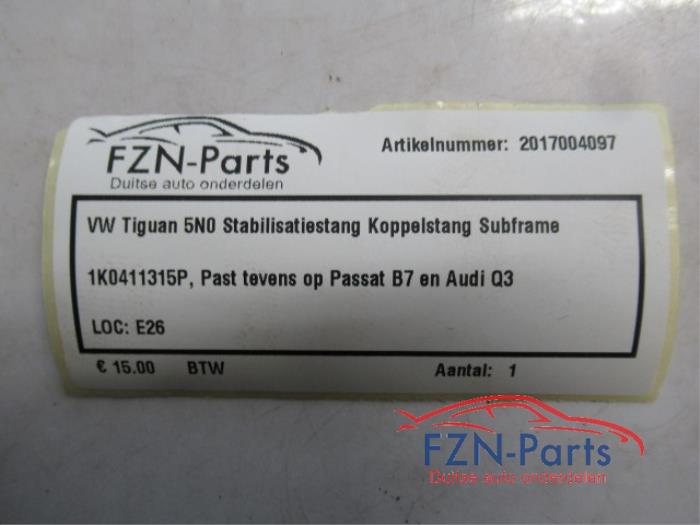 FZN-Parts
Duitse auto onderdelen
Artikelnummer: 2017004097
VW Tiguan 5N0 Stabilisatiestang Koppelstang Subframe
1K0411315P, Past tevens op Passat B7 en Audi Q3
LOC: E26
€ 15.00 BTW Aantal: 1
FZN-Parts
Duitse auto onderdelen